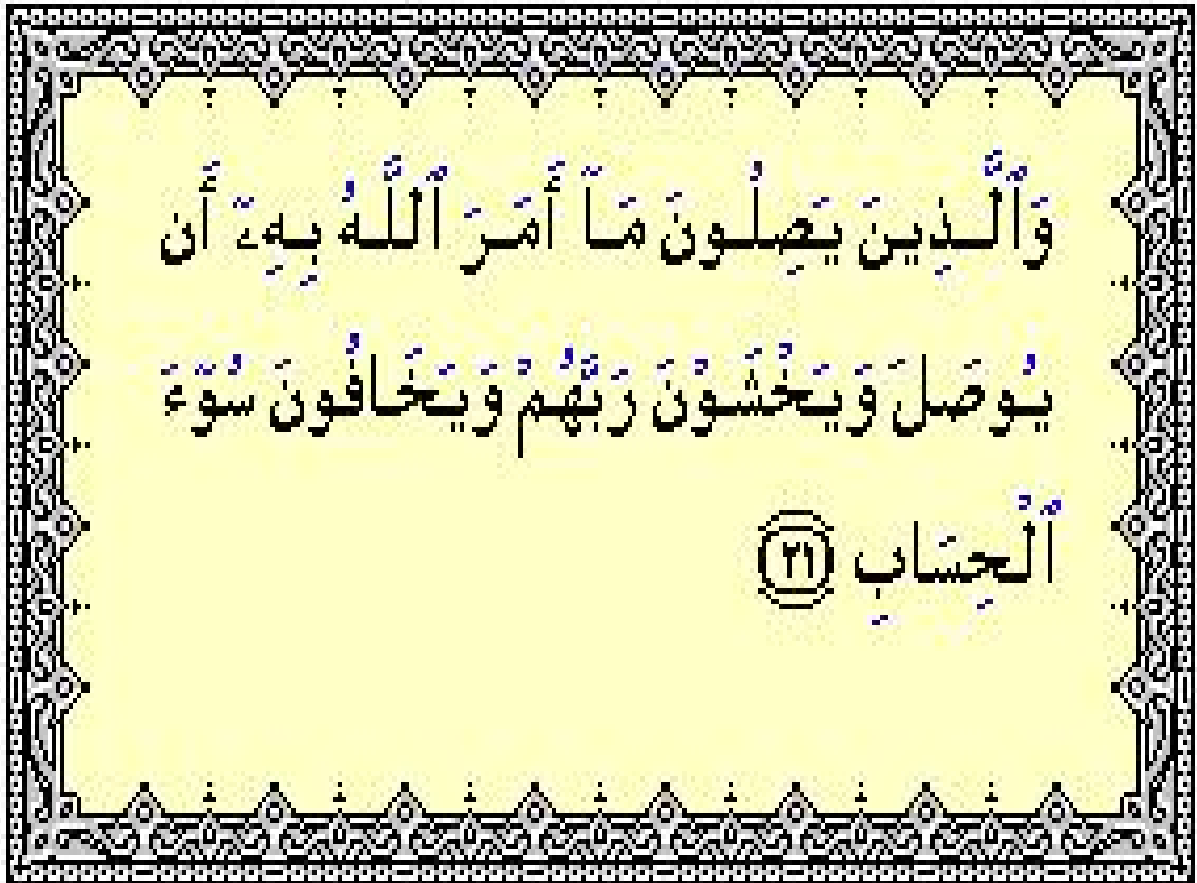 وَٱلَّذِينَ يَصِلُونَ مَآ أَمَرَ ٱللَّهُ بِهِۦٓ أَن
يُوصَلَ وَيَخْشَوْنَ رَبَّهُمْ وَيَخَافُونَ سُوٓءَ
ٱلْحِسَابِ ٢١